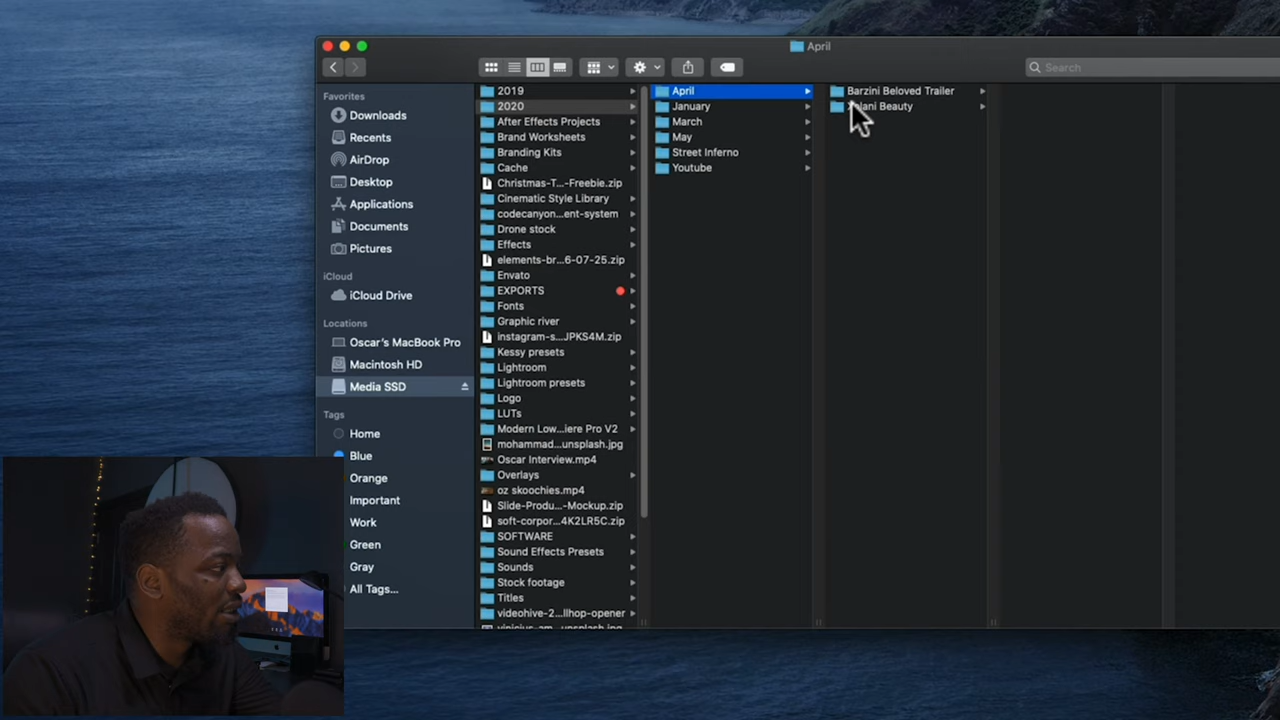 April
Search
Favorites
Downloads
Recents
AirDrop
Desktop
Applications
Documents
Pictures
iCloud
iCloud Drive
Locations
Oscar's MacBook Pro
Macintosh HD
Media SSD
Tags
Home
Blue
Orange
Important
Work
Green
Gray
All Tags...
2019
2020
After Effects Projects
Brand Worksheets
Branding Kits
Cache
Christmas-T...-Freebie.zip
Cinematic Style Library
codecanyon...ent-system
Drone stock
Effects
elements-br...6-07-25.zip
Envato
EXPORTS
Fonts
Graphic river
instagram-s...JPKS4M.zip
Kessy presets
Lightroom
Lightroom presets
Logo
LUTs
Modern Low...iere Pro V2
mohammad...unsplash.jpg
Oscar Interview.mp4
Overlays
oz skoochies.mp4
Slide-Produ...-Mockup.zip
soft-corpor...4K2LR5C.zip
SOFTWARE
Sound Effects Presets
Sounds
Stock footage
Titles
videohive-2...llhop-opener
April
January
March
May
Street Inferno
Youtube
Barzini Beloved Trailer
Beauty